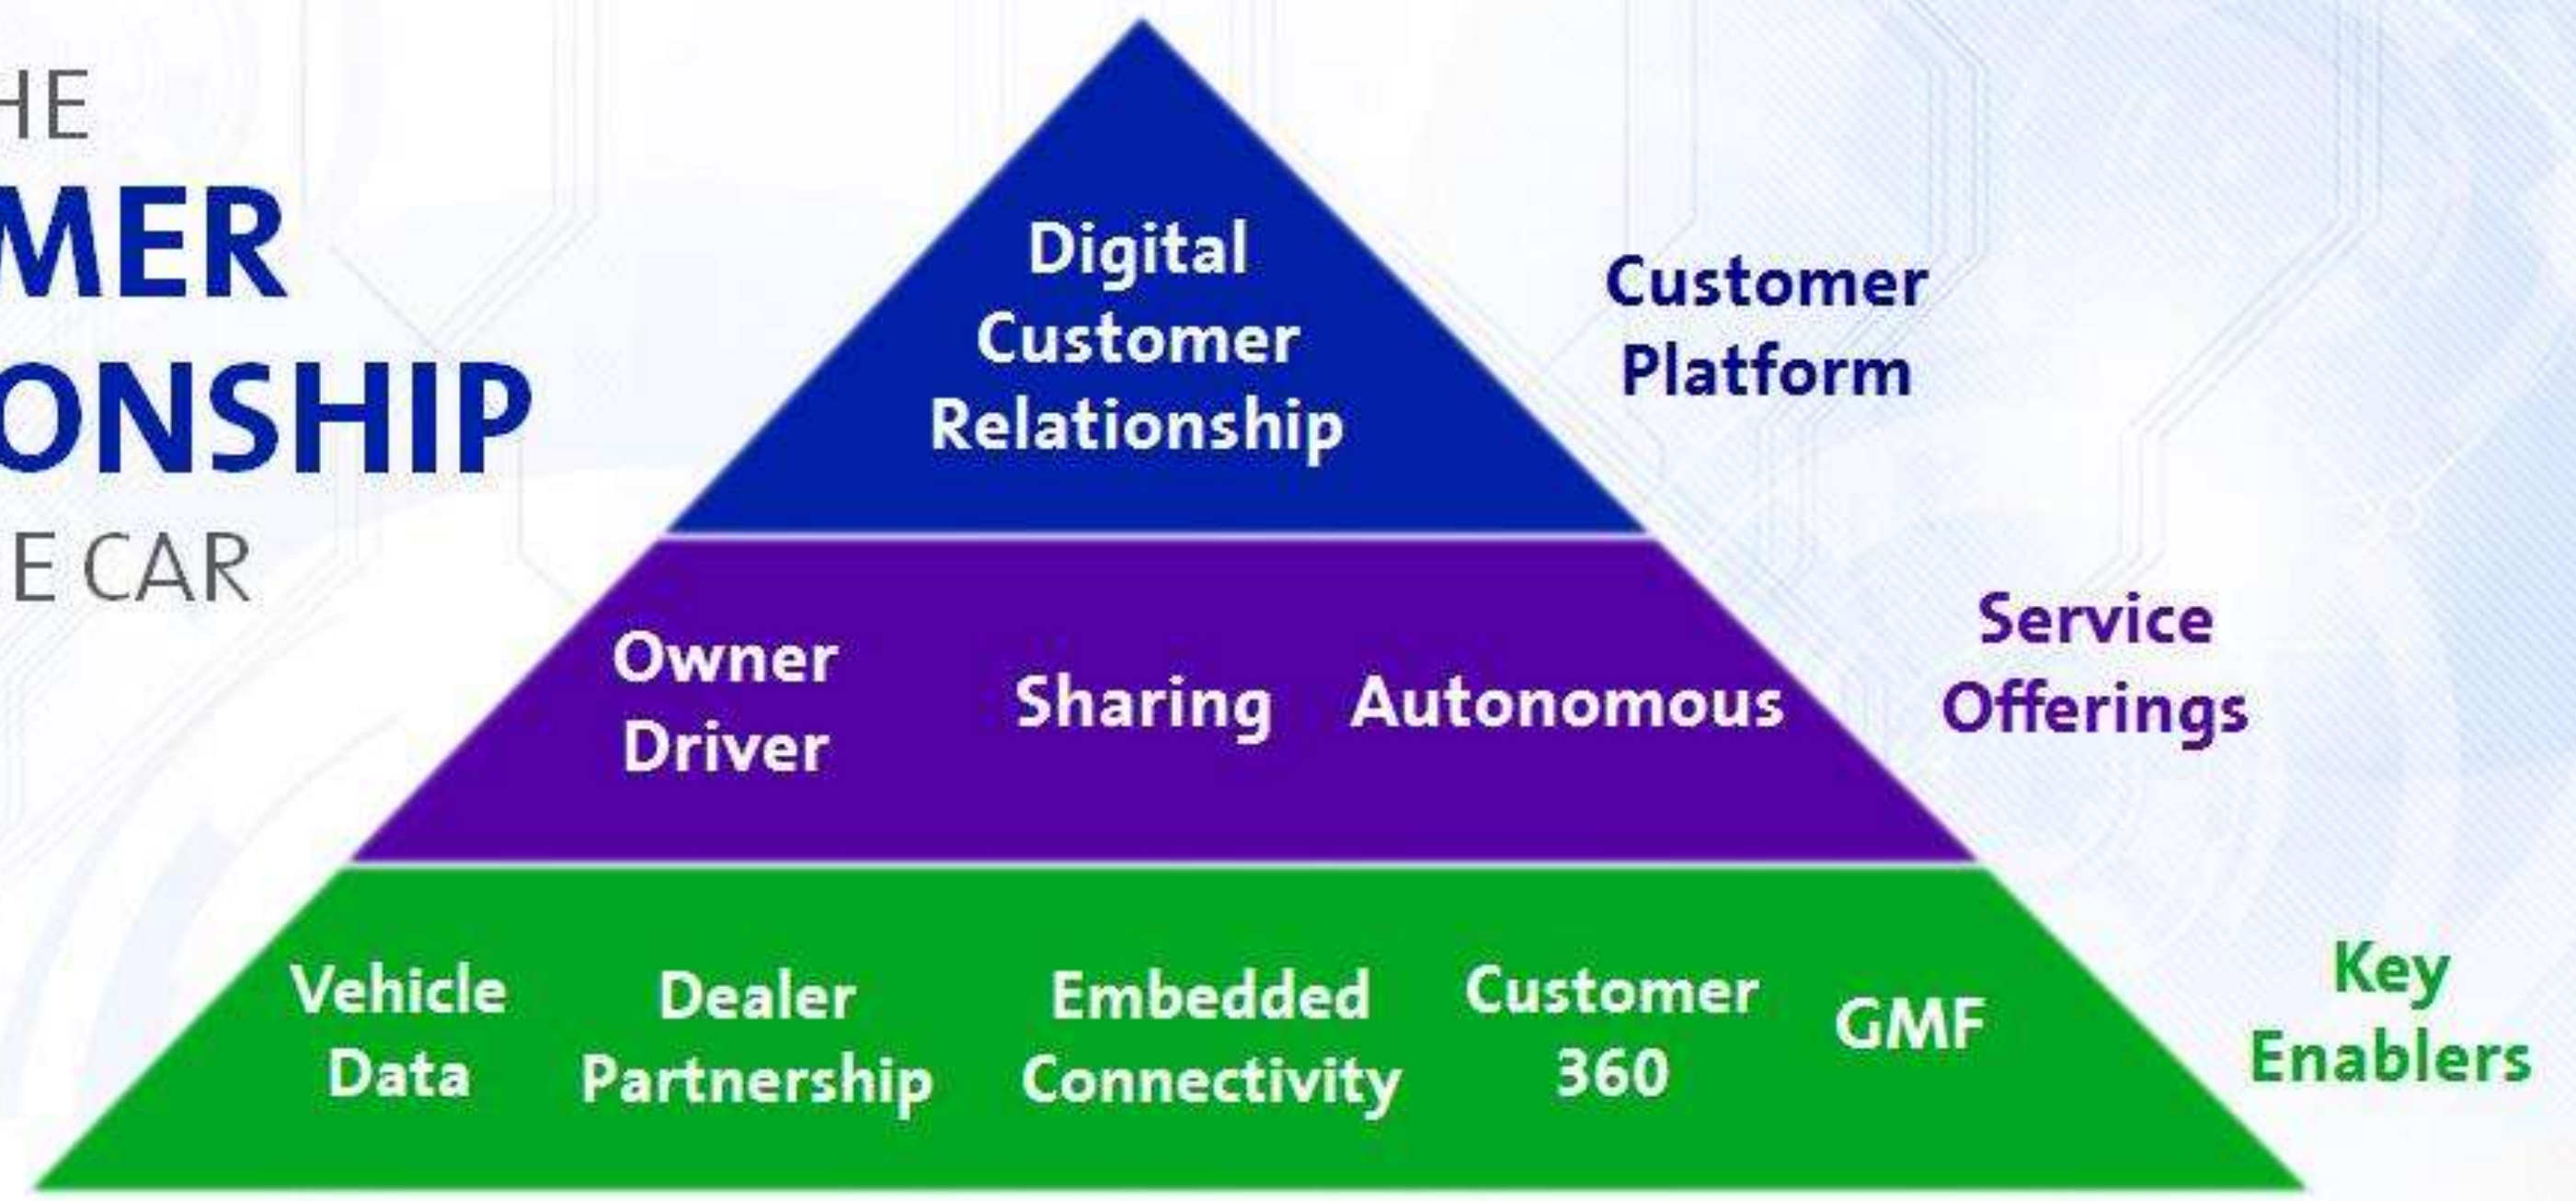 HE
MER
ONSHIP
E CAR
Digital
Customer
Relationship
Customer
Platform
Owner
Driver
Sharing
Autonomous
Service
Offerings
Vehicle
Data
Dealer
Partnership
Embedded
Connectivity
Customer
360
GMF
Key
Enablers